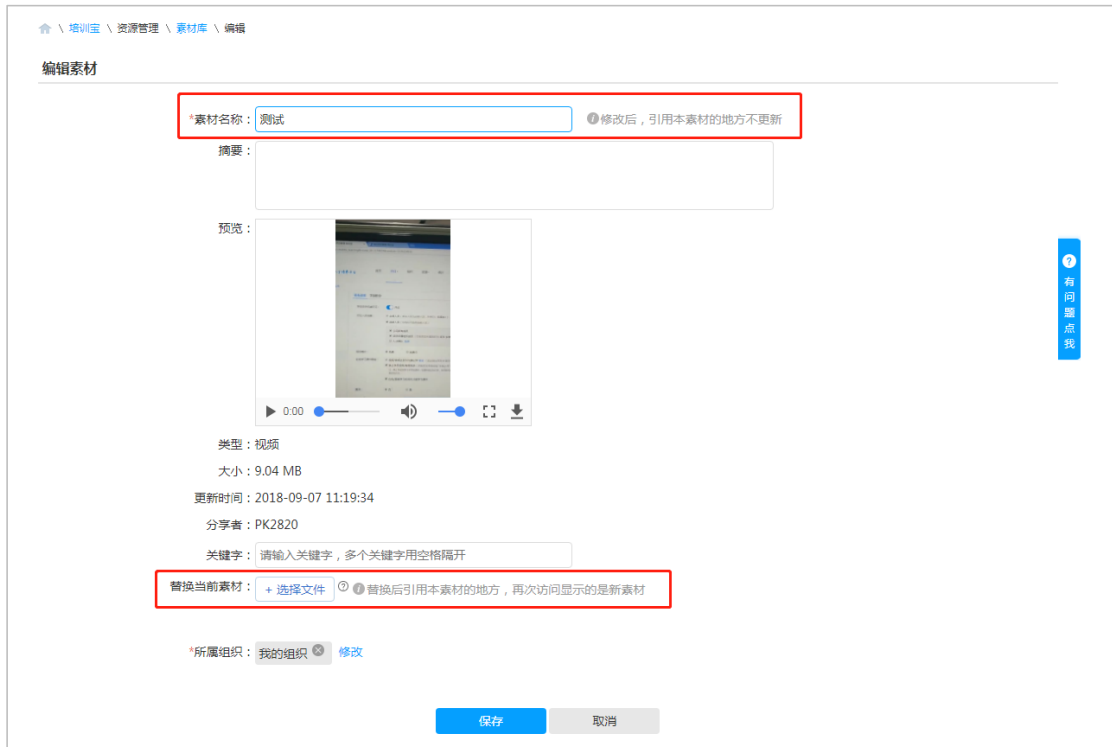 \ 培训宝 \ 资源管理 \ 素材库 \ 编辑
编辑素材
*素材名称： 测试 修改后，引用本素材的地方不更新
摘要：
预览：
0:00
类型：视频
大小：9.04 MB
更新时间：2018-09-07 11:19:34
分享者：PK2820
关键字： 请输入关键字，多个关键字用空格隔开
替换当前素材： + 选择文件 ? 替换后引用本素材的地方，再次访问显示的是新素材
*所属组织： 我的组织 修改
保存 取消
? 有问题点我